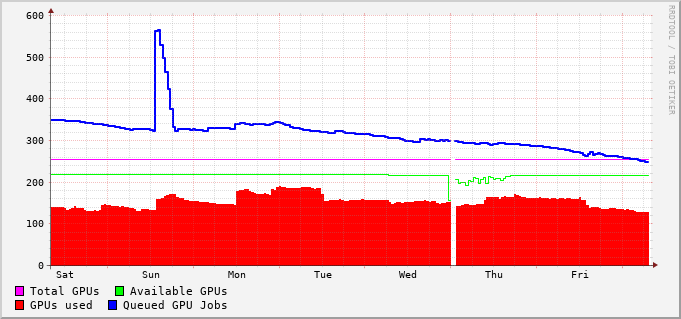 600
500
400
300
200
100
0
Sat Sun Mon Tue Wed Thu Fri
Total GPUs Available GPUs
GPUs used Queued GPU Jobs
RRDTOOL / TOBI OETIKER